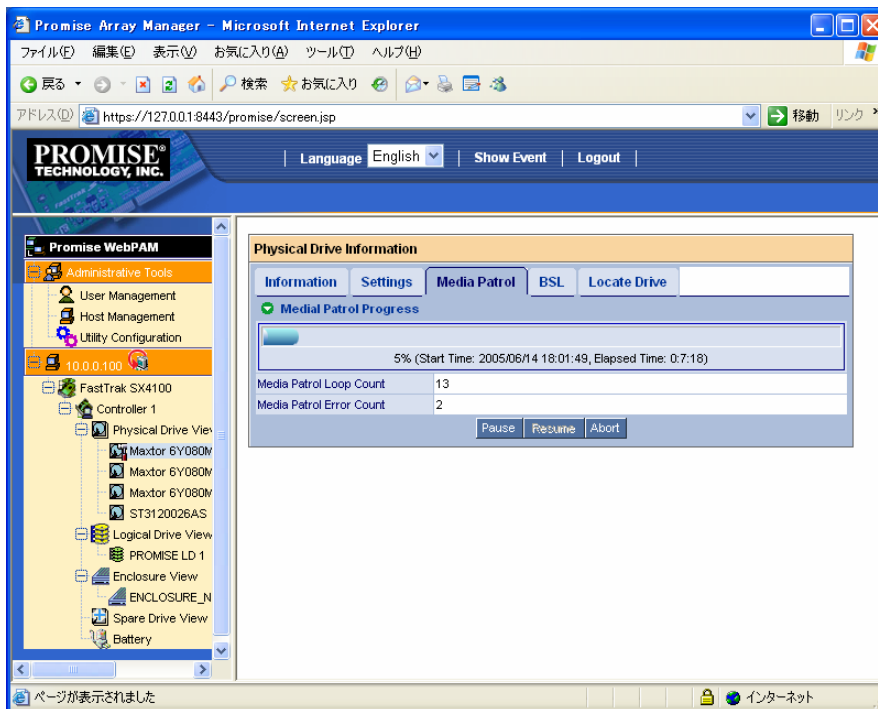 Promise Array Manager - Microsoft Internet Explorer
ファイル(F) 編集(E) 表示(V) お気に入り(A) ツール(T) ヘルプ(H)
戻る 検索 お気に入り
アドレス(D) https://127.0.0.1:8443/promise/screen.jsp 移動 リンク »
PROMISE®
TECHNOLOGY, INC.
| Language English | Show Event | Logout |
Promise WebPAM
Administrative Tools
User Management
Host Management
Utility Configuration
10.0.0.100
FastTrak SX4100
Controller 1
Physical Drive View
Maxtor 6Y080M
Maxtor 6Y080M
Maxtor 6Y080M
ST3120026AS
Logical Drive View
PROMISE LD 1
Enclosure View
ENCLOSURE_N
Spare Drive View
Battery
Physical Drive Information
Information Settings Media Patrol BSL Locate Drive
Medial Patrol Progress
5% (Start Time: 2005/06/14 18:01:49, Elapsed Time: 0:7:18)
Media Patrol Loop Count 13
Media Patrol Error Count 2
Pause Resume Abort
ページが表示されました インターネット